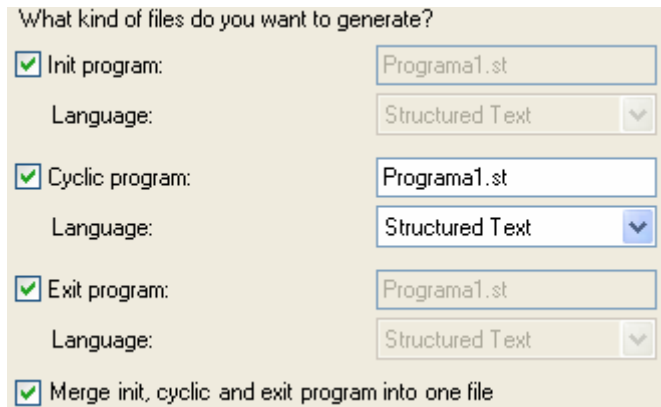 What kind of files do you want to generate?
Init program: Programa1.st
Language: Structured Text
Cyclic program: Programa1.st
Language: Structured Text
Exit program: Programa1.st
Language: Structured Text
Merge init, cyclic and exit program into one file